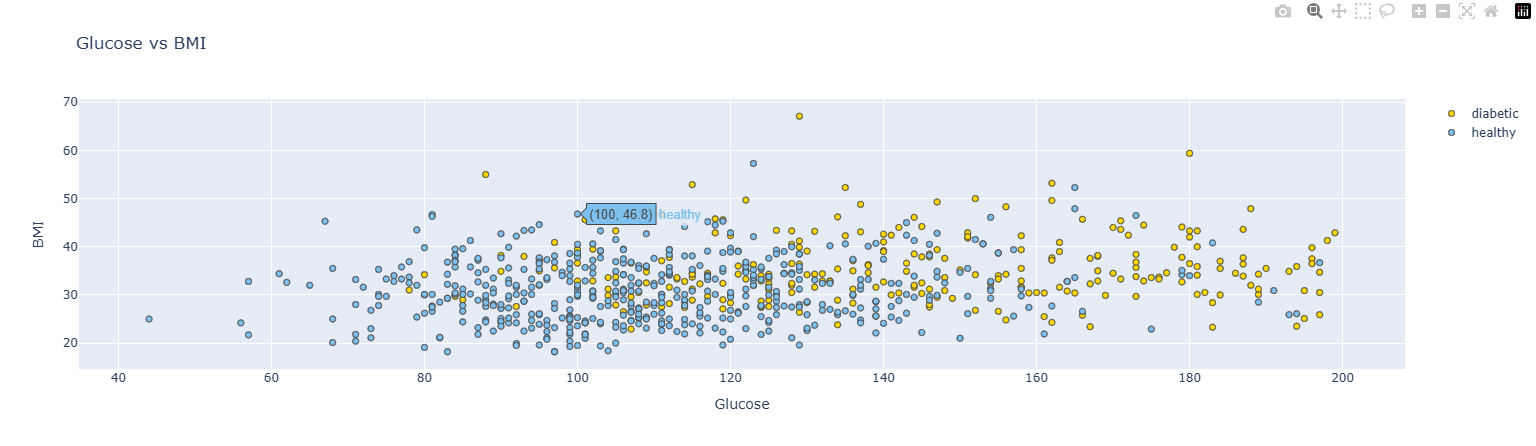 Glucose vs BMI
diabetic
healthy
70
60
50
40
30
20
BMI
(100, 46.8) healthy
40 60 80 100 120 140 160 180 200
Glucose